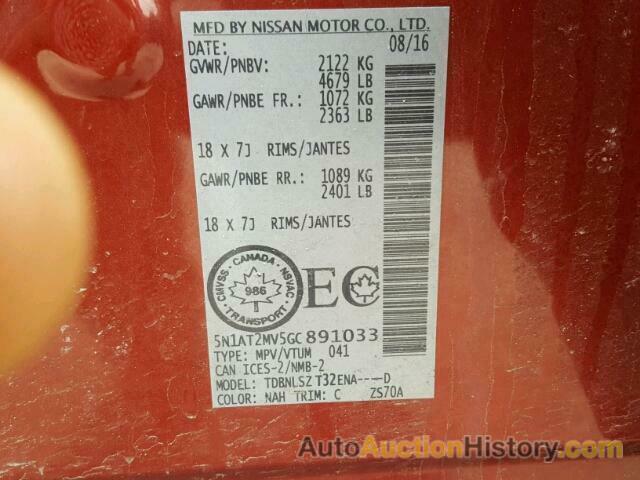 MFD BY NISSAN MOTOR CO., LTD.
DATE: 08/16
GVWR/PNBV: 2122 KG
4679 LB
GAWR/PNBE FR.: 1072 KG
2363 LB
18 X 7J RIMS/JANTES
GAWR/PNBE RR.: 1089 KG
2401 LB
18 X 7J RIMS/JANTES
CMVSS CANADA NSVAC
986
TRANSPORT
EC
5N1AT2MV5GC891033
TYPE: MPV/VTUM 041
CAN ICES-2/NMB-2
MODEL: TDBNLSZ T32ENA----D
COLOR: NAH TRIM: C ZS70A
AutoAuctionHistory.com